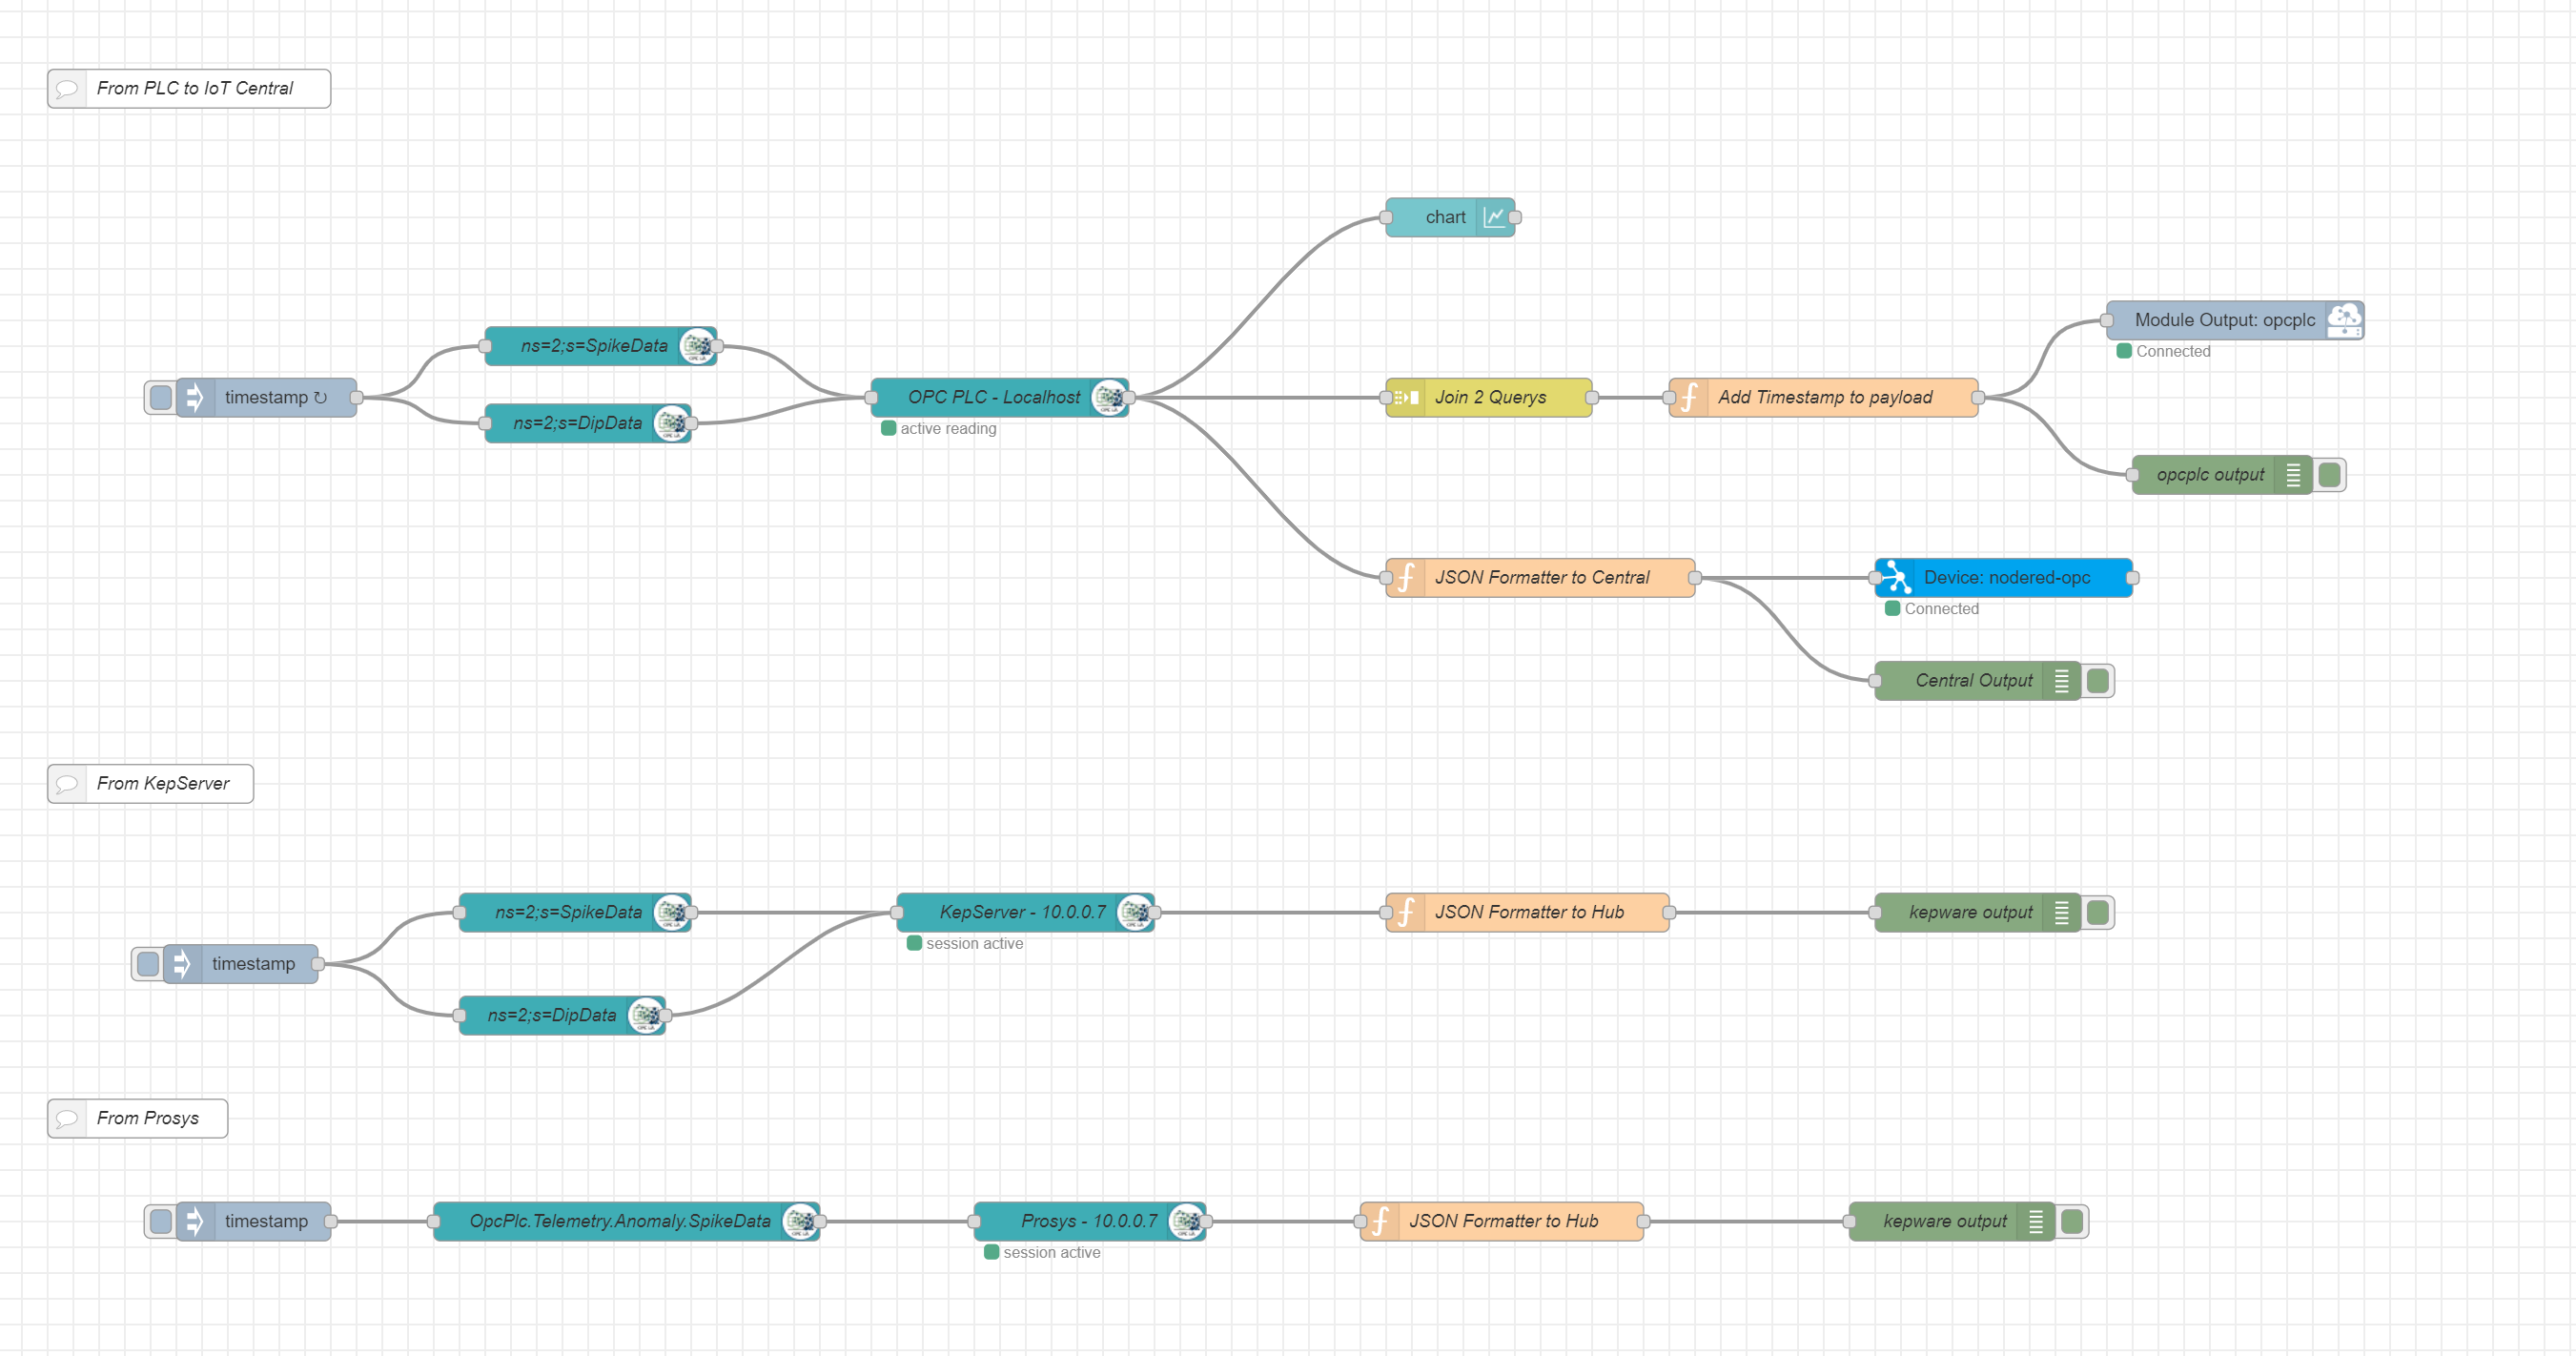 From PLC to IoT Central
chart
Module Output: opcplc
Connected
ns=2;s=SpikeData
timestamp ↻
OPC PLC - Localhost
active reading
Join 2 Querys
Add Timestamp to payload
ns=2;s=DipData
opcplc output
JSON Formatter to Central
Device: nodered-opc
Connected
Central Output
From KepServer
ns=2;s=SpikeData
KepServer - 10.0.0.7
session active
JSON Formatter to Hub
kepware output
timestamp
ns=2;s=DipData
From Prosys
timestamp
OpcPlc.Telemetry.Anomaly.SpikeData
Prosys - 10.0.0.7
session active
JSON Formatter to Hub
kepware output